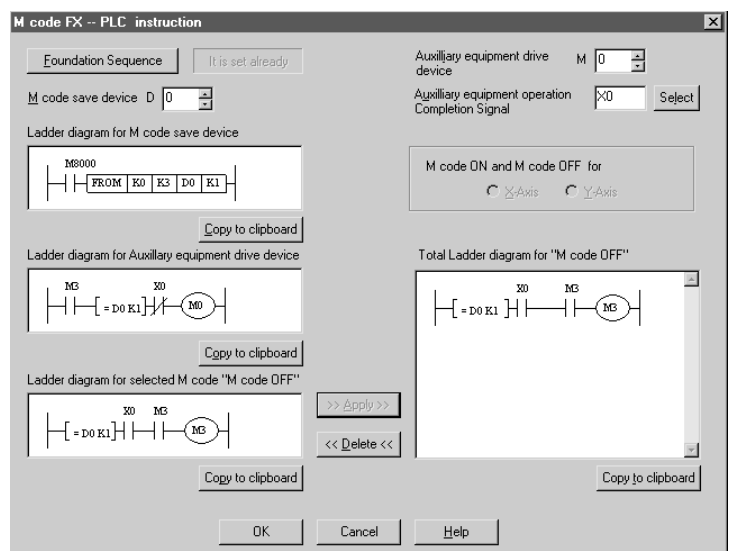 M code FX -- PLC instruction
Foundation Sequence
It is set already
M code save device D 0
Auxilliary equipment drive
device
M 0
Auxilliary equipment operation
Completion Signal
X0
Select
Ladder diagram for M code save device
M8000
FROM K0 K3 D0 K1
Copy to clipboard
M code ON and M code OFF for
X-Axis Y-Axis
Ladder diagram for Auxillary equipment drive device
M3 X0
= D0 K1 M0
Copy to clipboard
Ladder diagram for selected M code "M code OFF"
X0 M3
= D0 K1 M3
Copy to clipboard
>> Apply >>
<< Delete <<
Total Ladder diagram for "M code OFF"
X0 M3
= D0 K1 M3
Copy to clipboard
OK Cancel Help